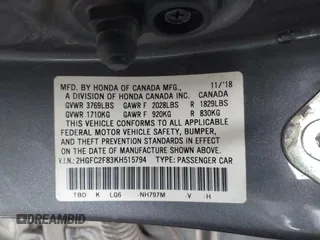 MFD. BY HONDA OF CANADA MFG., 11/'18
A DIVISION OF HONDA CANADA INC. CANADA
GVWR 3769LBS GAWR F 2028LBS R 1829LBS
GVWR 1710KG GAWR F 920KG R 830KG
THIS VEHICLE CONFORMS TO ALL APPLICABLE
FEDERAL MOTOR VEHICLE SAFETY, BUMPER,
AND THEFT PREVENTION STANDARDS IN EFFECT
ON THE DATE OF MANUFACTURE SHOWN ABOVE.
V.I.N: 2HGFC2F83KH515794 TYPE: PASSENGER CAR
TBD K LG6 -NH797M -V -H
AUTOBIDMASTER